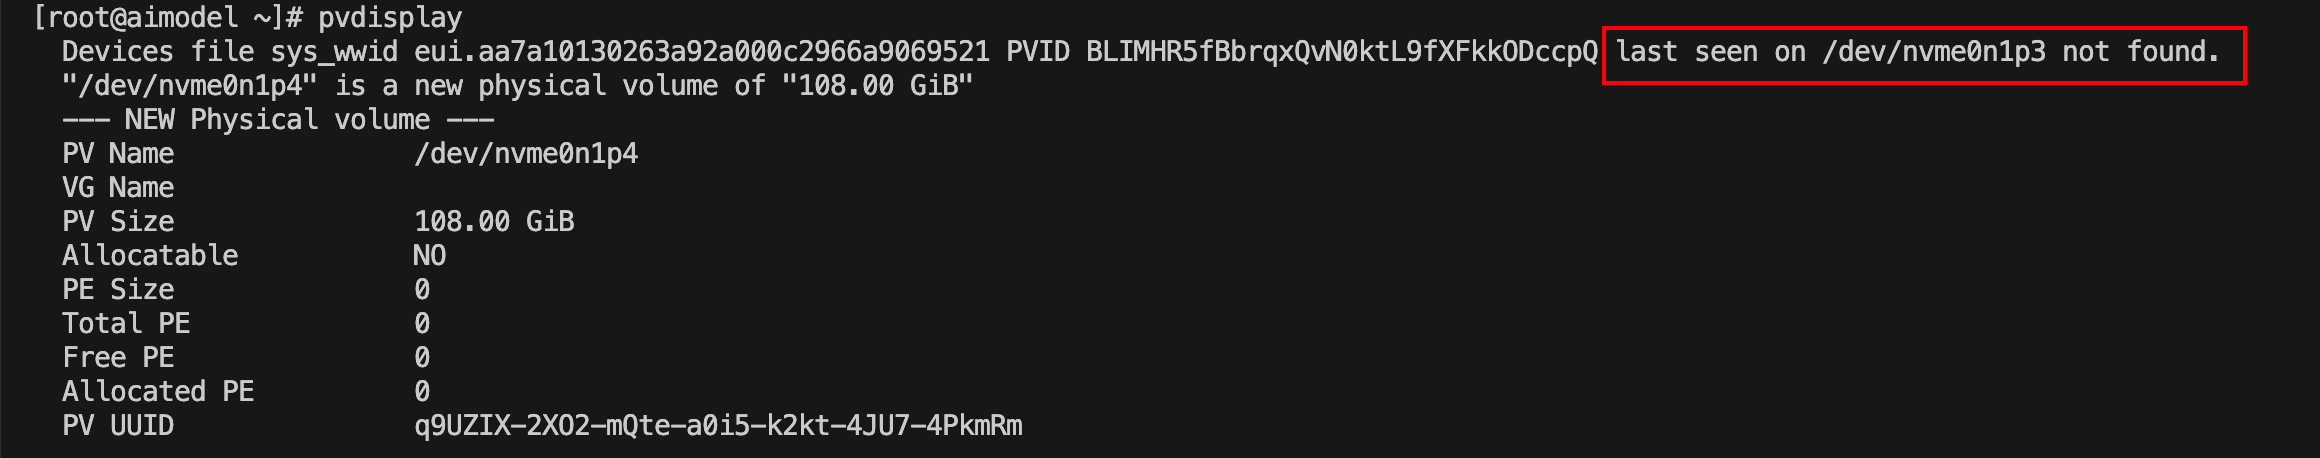 [root@aimodel ~]# pvdisplay
Devices file sys_wwid eui.aa7a10130263a92a000c2966a9069521 PVID BLIMHR5fBbrqxQvN0ktL9fXFkkODccpQ last seen on /dev/nvme0n1p3 not found.
"/dev/nvme0n1p4" is a new physical volume of "108.00 GiB"
--- NEW Physical volume ---
PV Name /dev/nvme0n1p4
VG Name
PV Size 108.00 GiB
Allocatable NO
PE Size 0
Total PE 0
Free PE 0
Allocated PE 0
PV UUID q9UZIX-2XO2-mQte-a0i5-k2kt-4JU7-4PkmRm